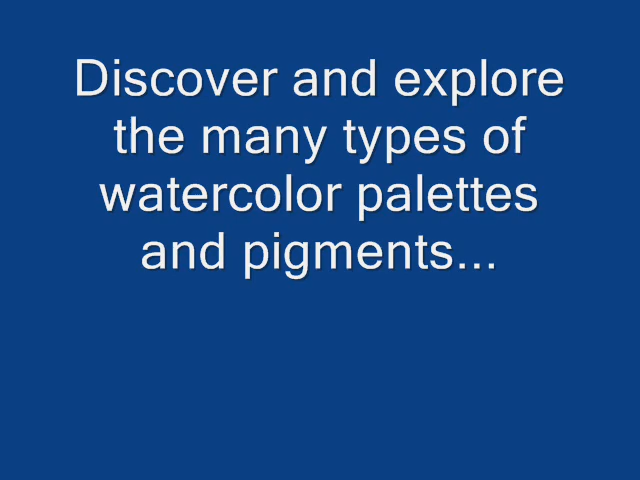 Discover and explore
the many types of
watercolor palettes
and pigments...